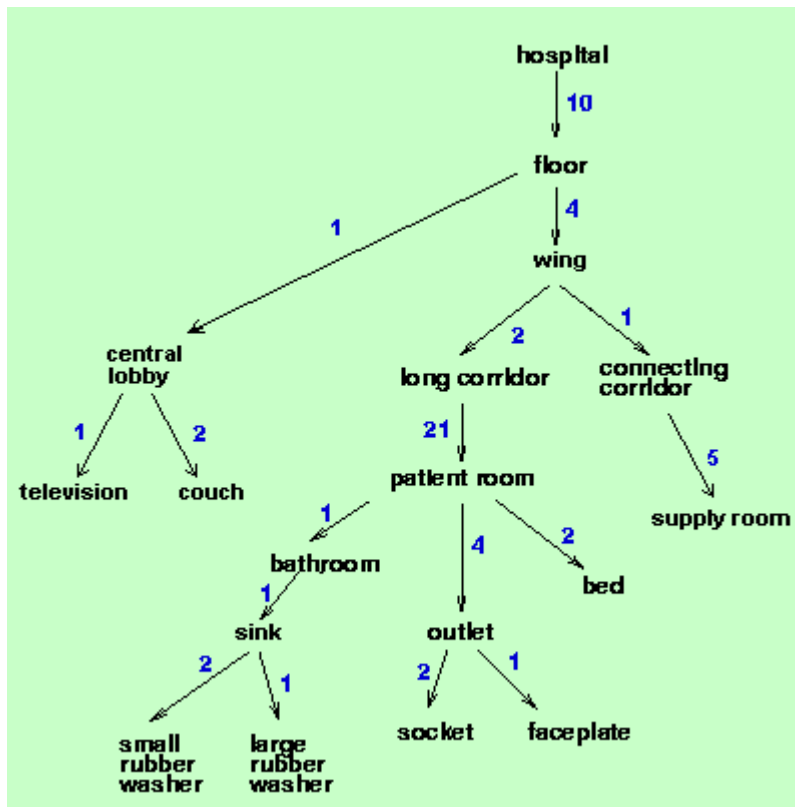 hospital
10
floor
1
4
wing
2
1
central
lobby
long corridor
connecting
corridor
1
2
21
5
television
couch
patient room
supply room
1
4
2
bathroom
bed
1
sink
outlet
2
1
2
1
small
rubber
washer
large
rubber
washer
socket
faceplate